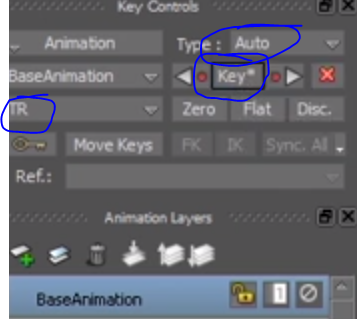 Key Controls
Animation Type : Auto
BaseAnimation Key*
TR Zero Flat Disc.
Move Keys FK IK Sync. All
Ref.:
Animation Layers
BaseAnimation 1